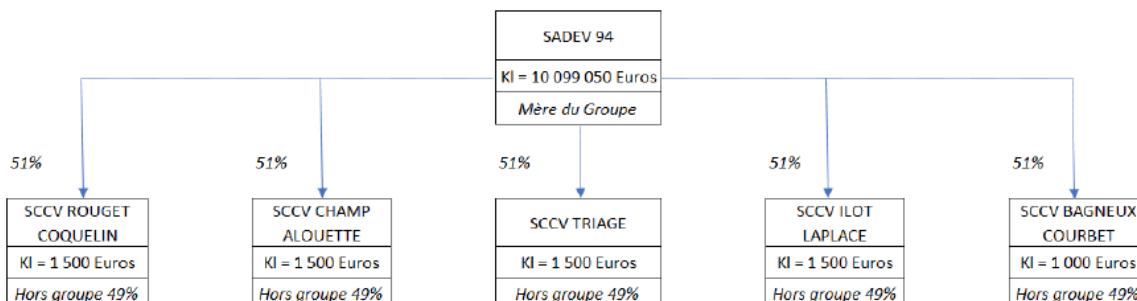 SADEV 94
KI = 10 099 050 Euros
Mère du Groupe
51%
51%
51%
51%
51%
SCCV ROUGET
COQUELIN
KI = 1 500 Euros
Hors groupe 49%
SCCV CHAMP
ALOUETTE
KI = 1 500 Euros
Hors groupe 49%
SCCV TRIAGE
KI = 1 500 Euros
Hors groupe 49%
SCCV ILOT
LAPLACE
KI = 1 500 Euros
Hors groupe 49%
SCCV BAGNEUX
COURBET
KI = 1 000 Euros
Hors groupe 49%